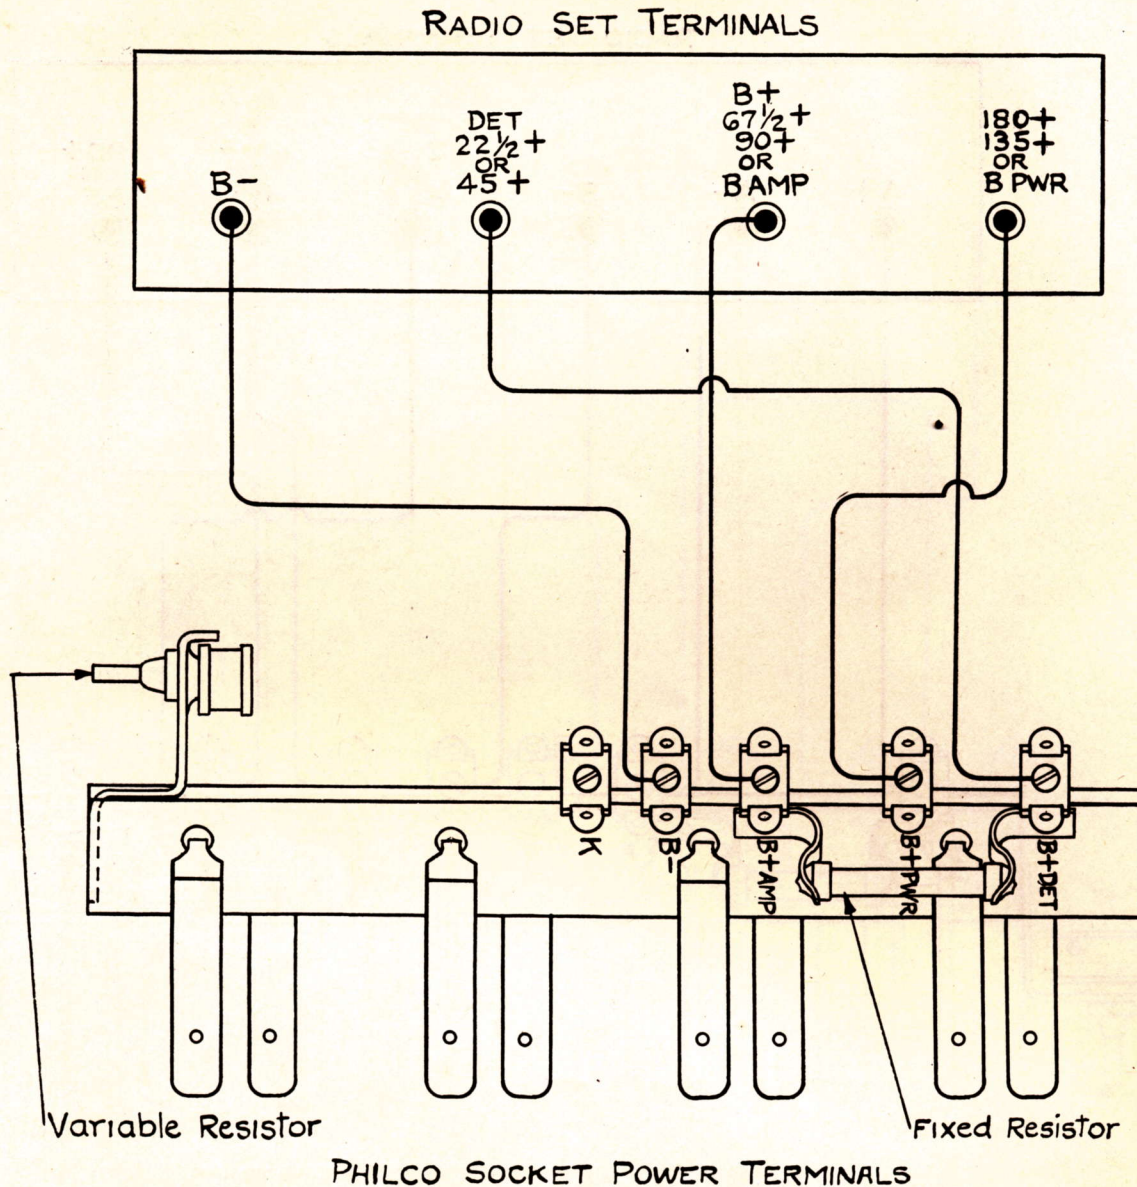 RADIO SET TERMINALS
B-
DET
22½+
OR
45+
B+
67½+
90+
OR
B AMP
180+
135+
OR
B PWR
K
B-
B+AMP
B+PWR
B+DET
Variable Resistor
Fixed Resistor
PHILCO SOCKET POWER TERMINALS